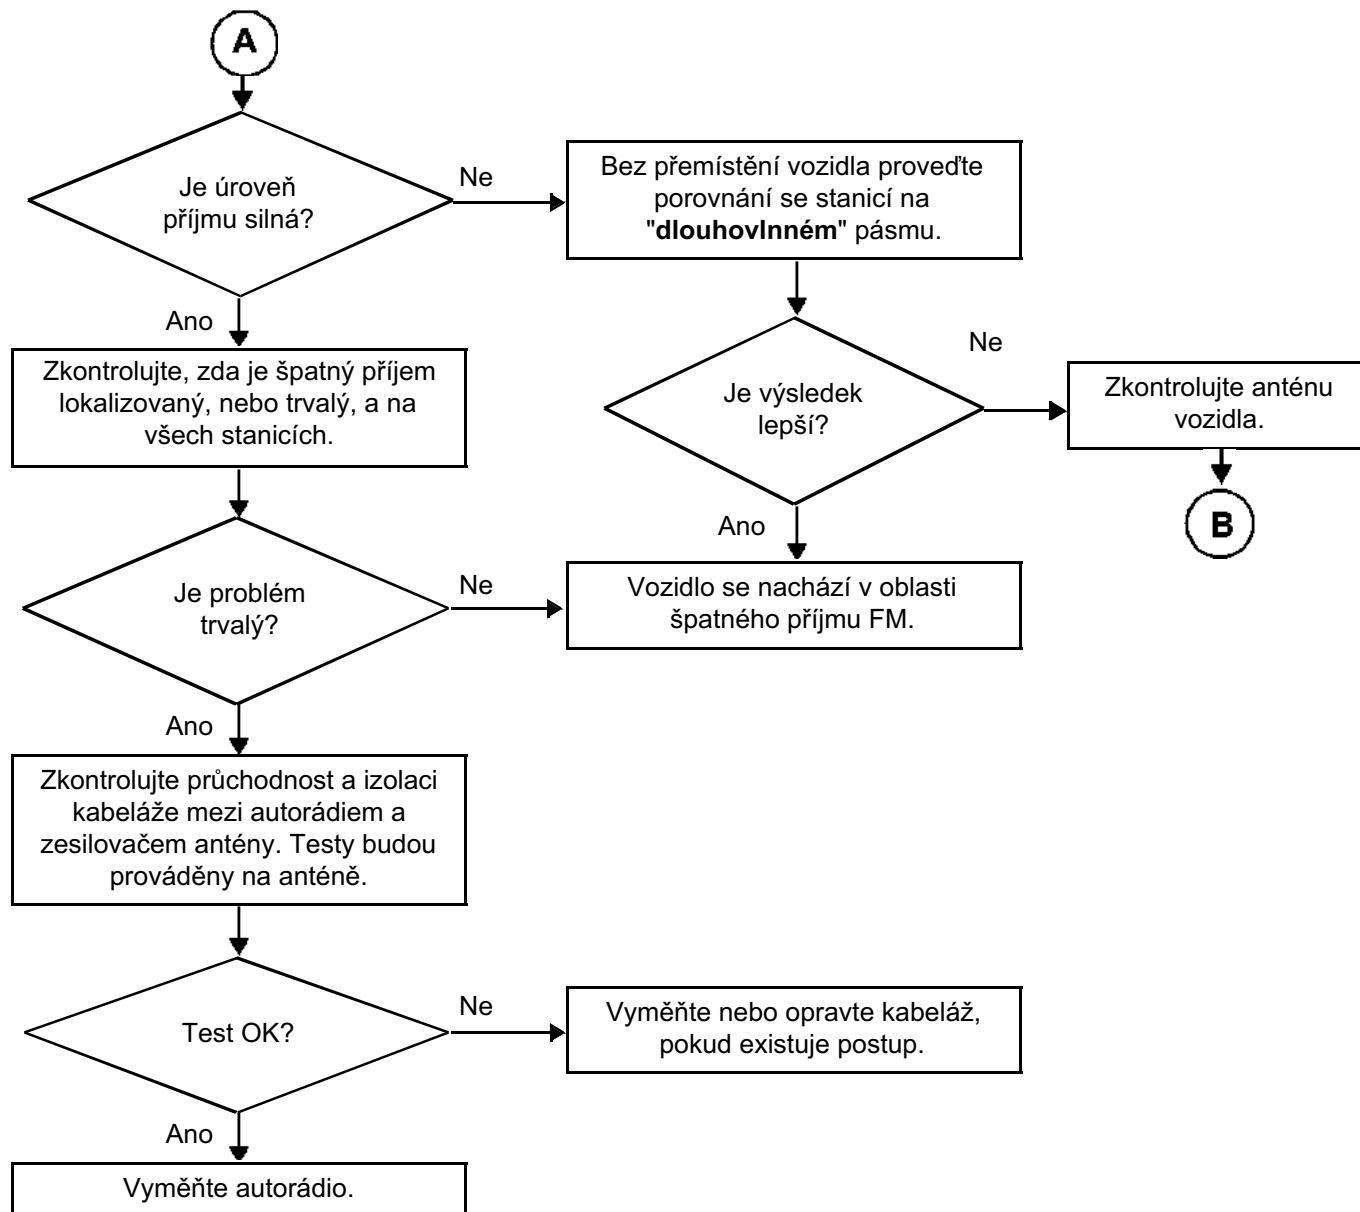 A
Je úroveň
příjmu silná?
Ne
Bez přemístění vozidla proveďte
porovnání se stanicí na
"dlouhovlnném" pásmu.
Ano
Zkontrolujte, zda je špatný příjem
lokalizovaný, nebo trvalý, a na
všech stanicích.
Je výsledek
lepší?
Ne
Zkontrolujte anténu
vozidla.
B
Ano
Je problém
trvalý?
Ne
Vozidlo se nachází v oblasti
špatného příjmu FM.
Ano
Zkontrolujte průchodnost a izolaci
kabeláže mezi autorádiem a
zesilovačem antény. Testy budou
prováděny na anténě.
Test OK?
Ne
Vyměňte nebo opravte kabeláž,
pokud existuje postup.
Ano
Vyměňte autorádio.